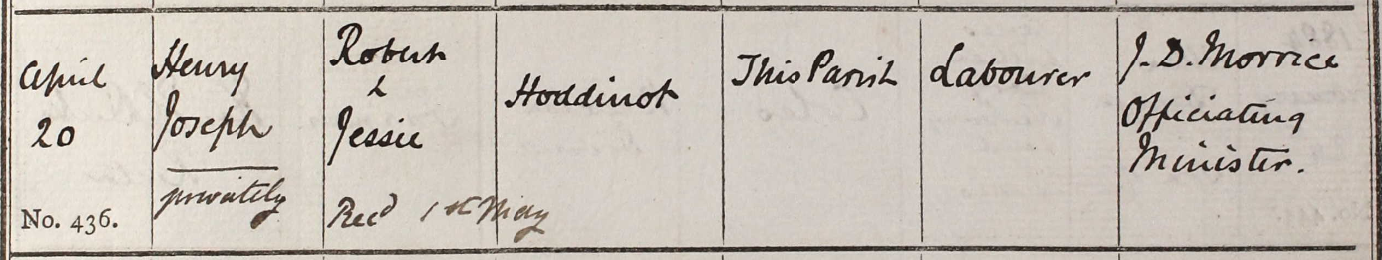 April
20
No. 436.
Henry
Joseph
privately
Robert
&
Jessie
Recd 1st May
Hoddinot
This Parish
Labourer
J. D. Morrice
Officiating
Minister.